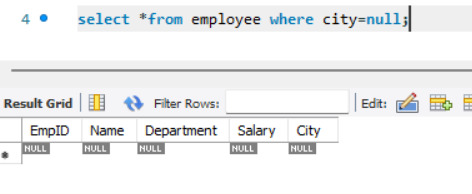 4 select *from employee where city=null;
Result Grid Filter Rows: Edit:
EmpID Name Department Salary City
* NULL NULL NULL NULL NULL